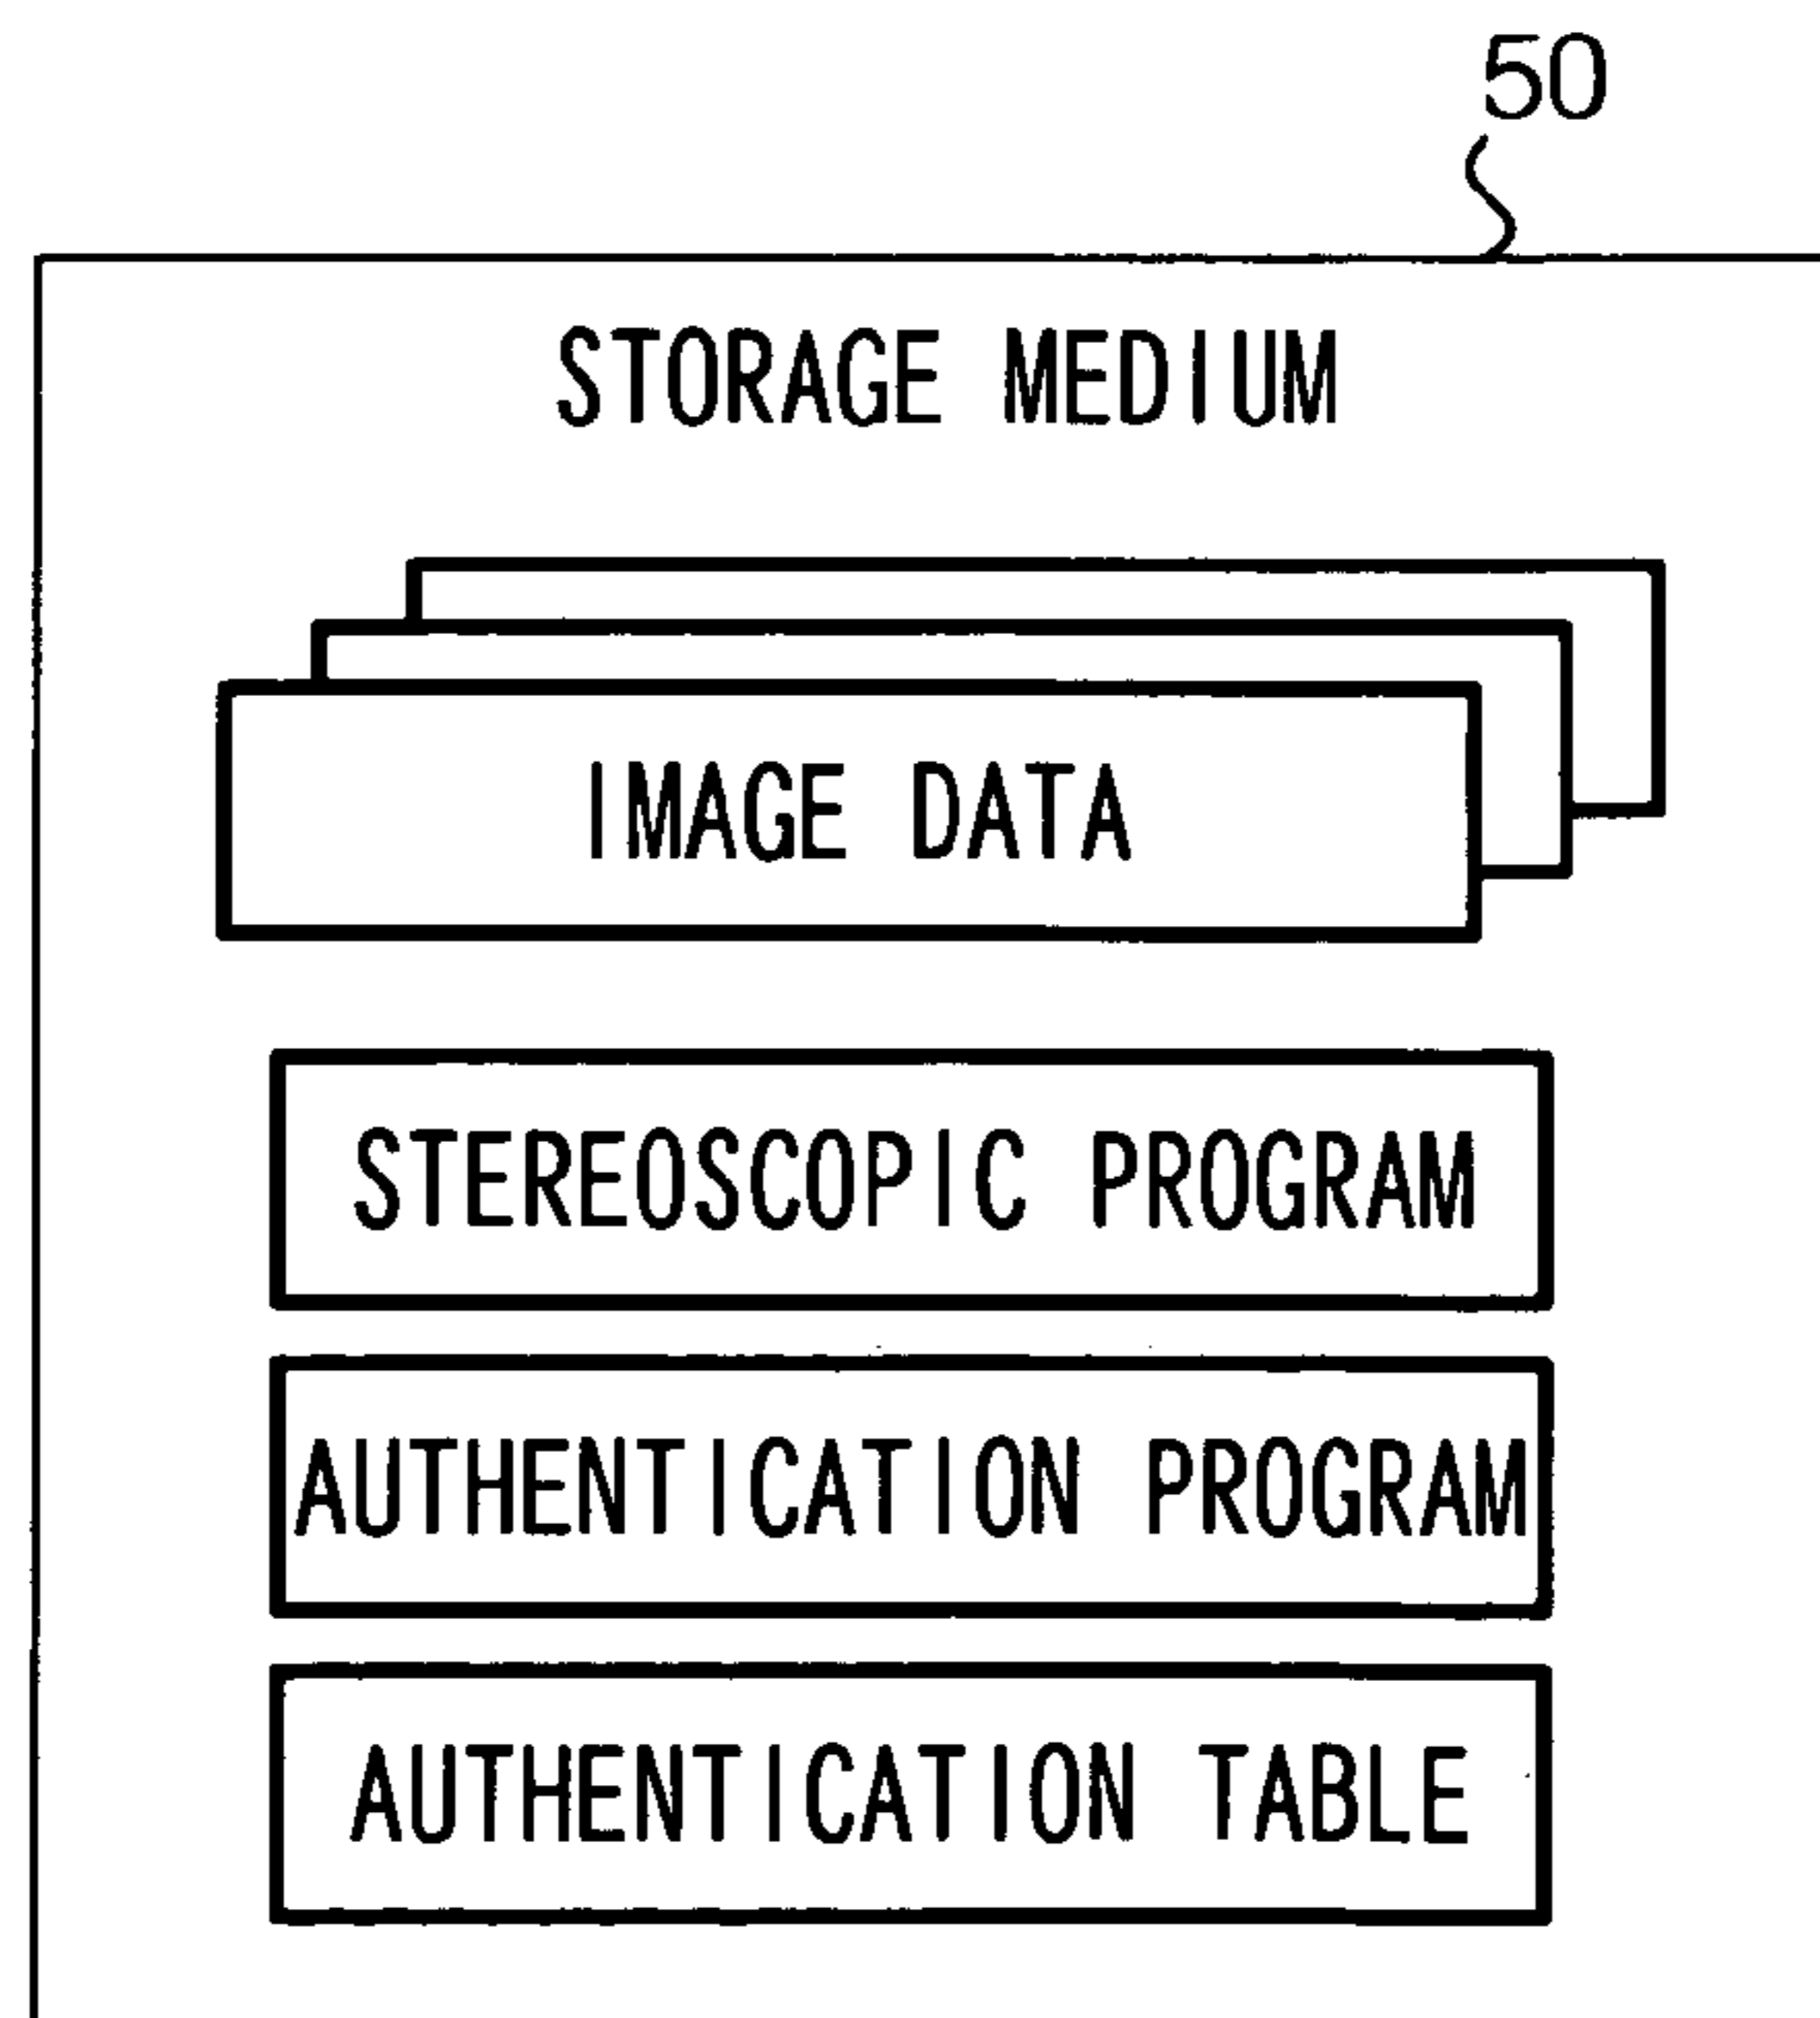 50
STORAGE MEDIUM
IMAGE DATA
STEREOSCOPIC PROGRAM
AUTHENTICATION PROGRAM
AUTHENTICATION TABLE